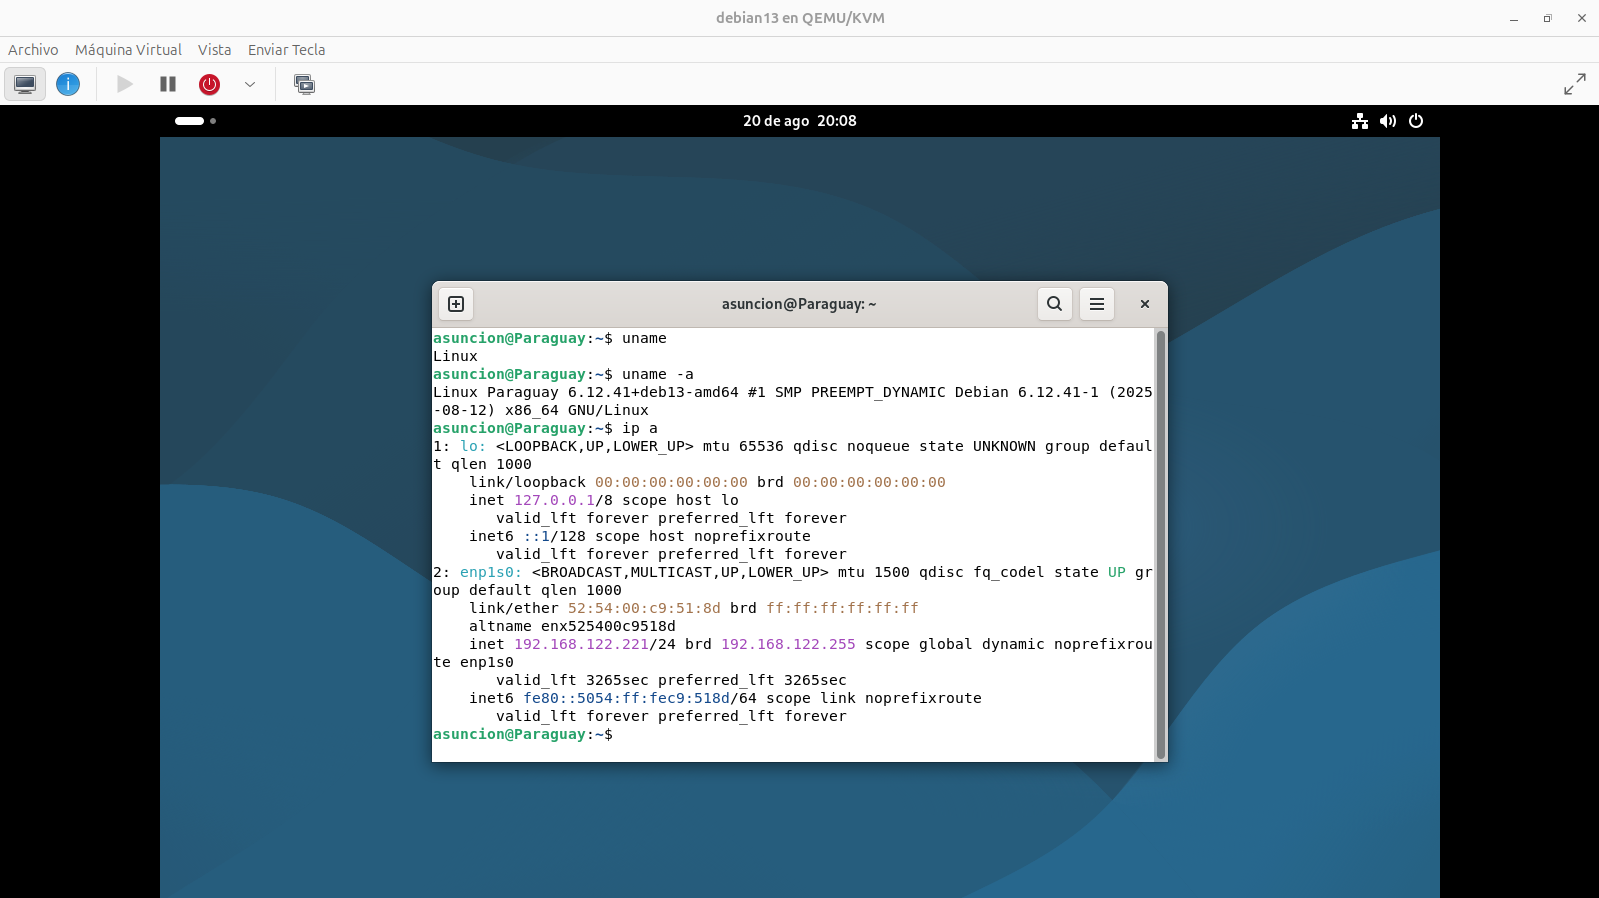 debian13 en QEMU/KVM
Archivo Máquina Virtual Vista Enviar Tecla
20 de ago 20:08
asuncion@Paraguay: ~
asuncion@Paraguay:~$ uname
Linux
asuncion@Paraguay:~$ uname -a
Linux Paraguay 6.12.41+deb13-amd64 #1 SMP PREEMPT_DYNAMIC Debian 6.12.41-1 (2025
-08-12) x86_64 GNU/Linux
asuncion@Paraguay:~$ ip a
1: lo: <LOOPBACK,UP,LOWER_UP> mtu 65536 qdisc noqueue state UNKNOWN group defaul
t qlen 1000
    link/loopback 00:00:00:00:00:00 brd 00:00:00:00:00:00
    inet 127.0.0.1/8 scope host lo
       valid_lft forever preferred_lft forever
    inet6 ::1/128 scope host noprefixroute
       valid_lft forever preferred_lft forever
2: enp1s0: <BROADCAST,MULTICAST,UP,LOWER_UP> mtu 1500 qdisc fq_codel state UP gr
oup default qlen 1000
    link/ether 52:54:00:c9:51:8d brd ff:ff:ff:ff:ff:ff
    altname enx525400c9518d
    inet 192.168.122.221/24 brd 192.168.122.255 scope global dynamic noprefixrou
te enp1s0
       valid_lft 3265sec preferred_lft 3265sec
    inet6 fe80::5054:ff:fec9:518d/64 scope link noprefixroute
       valid_lft forever preferred_lft forever
asuncion@Paraguay:~$